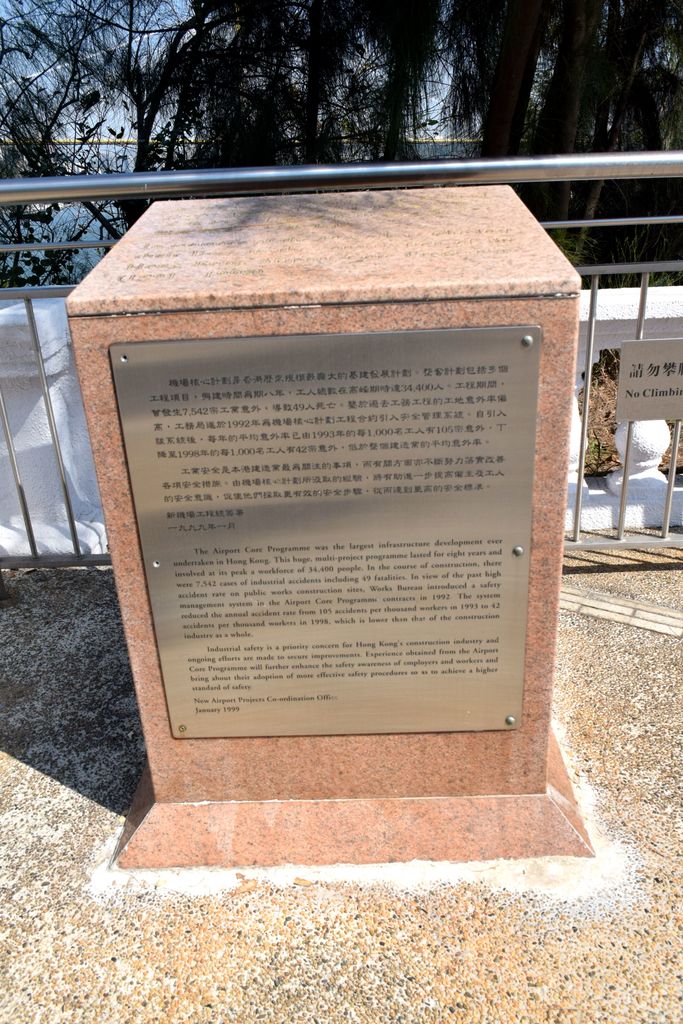 機場核心計劃是香港歷來規模最龐大的基建發展計劃。整套計劃包括多個
工程項目，興建時間為期八年，工人總數在高峰期時達34,400人。工程期間，
曾發生7,542宗工業意外，導致49人死亡。鑒於過去工務工程的工地意外率偏
高，工務局遂於1992年為機場核心計劃工程合約引入安全管理系統。自引入
該系統後，每年的平均意外率已由1993年的每1,000名工人有105宗意外，下
降至1998年的每1,000名工人有42宗意外，低於整個建造業的平均意外率。
工業安全是本港建造業最為關注的事項，而有關方面亦不斷努力落實改善
各項安全措施。由機場核心計劃所汲取的經驗，將有助進一步提高僱主及工人
的安全意識，促使他們採取更有效的安全步驟，從而達到更高的安全標準。
新機場工程統籌署
一九九九年一月
The Airport Core Programme was the largest infrastructure development ever
undertaken in Hong Kong. This huge, multi-project programme lasted for eight years and
involved at its peak a workforce of 34,400 people. In the course of construction, there
were 7,542 cases of industrial accidents including 49 fatalities. In view of the past high
accident rate on public works construction sites, Works Bureau introduced a safety
management system in the Airport Core Programme contracts in 1992. The system
reduced the annual accident rate from 105 accidents per thousand workers in 1993 to 42
accidents per thousand workers in 1998, which is lower than that of the construction
industry as a whole.
Industrial safety is a priority concern for Hong Kong's construction industry and
ongoing efforts are made to secure improvements. Experience obtained from the Airport
Core Programme will further enhance the safety awareness of employers and workers and
bring about their adoption of more effective safety procedures so as to achieve a higher
standard of safety.
New Airport Projects Co-ordination Office
January 1999
請勿攀
No Climbin